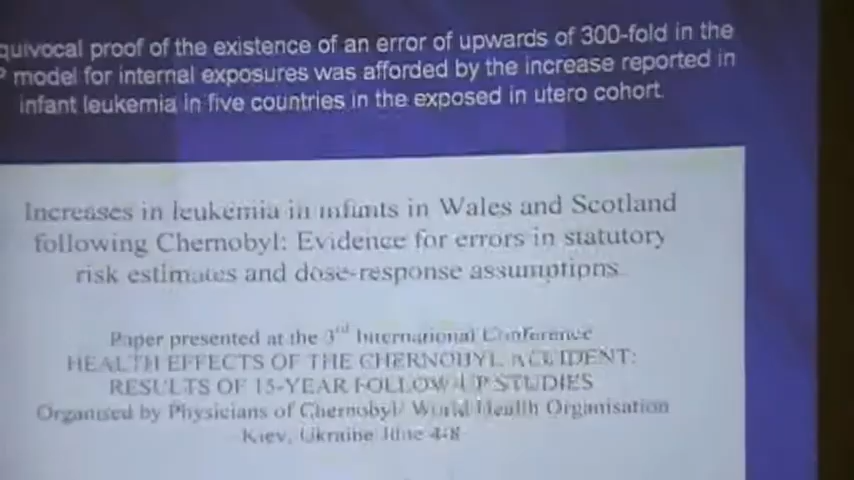 quivocal proof of the existence of an error of upwards of 300-fold in the
P model for internal exposures was afforded by the increase reported in
infant leukemia in five countries in the exposed in utero cohort.
Increases in leukemia in infants in Wales and Scotland
following Chernobyl: Evidence for errors in statutory
risk estimates and dose-response assumptions.
Paper presented at the 3rd International Conference
HEALTH EFFECTS OF THE CHERNOBYL ACCIDENT:
RESULTS OF 15-YEAR FOLLOW-UP STUDIES
Organised by Physicians of Chernobyl/ World Health Organisation
Kiev, Ukraine June 4-8